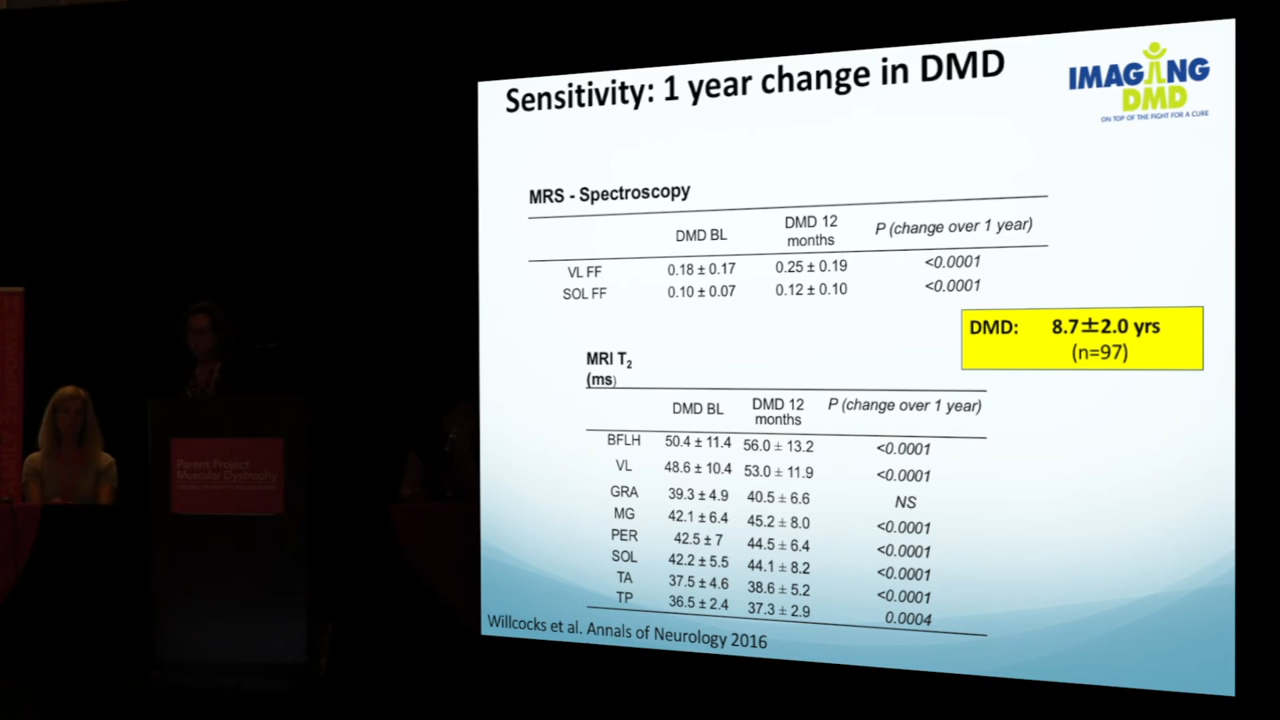 Sensitivity: 1 year change in DMD
IMAGING
DMD
ON TOP OF THE FIGHT FOR A CURE
MRS - Spectroscopy
DMD BL DMD 12 months P (change over 1 year)
VL FF 0.18 ± 0.17 0.25 ± 0.19 <0.0001
SOL FF 0.10 ± 0.07 0.12 ± 0.10 <0.0001
DMD: 8.7±2.0 yrs
(n=97)
MRI T2
(ms)
DMD BL DMD 12 months P (change over 1 year)
BFLH 50.4 ± 11.4 56.0 ± 13.2 <0.0001
VL 48.6 ± 10.4 53.0 ± 11.9 <0.0001
GRA 39.3 ± 4.9 40.5 ± 6.6 NS
MG 42.1 ± 6.4 45.2 ± 8.0 <0.0001
PER 42.5 ± 7 44.5 ± 6.4 <0.0001
SOL 42.2 ± 5.5 44.1 ± 8.2 <0.0001
TA 37.5 ± 4.6 38.6 ± 5.2 <0.0001
TP 36.5 ± 2.4 37.3 ± 2.9 0.0004
Willcocks et al. Annals of Neurology 2016
Parent Project
Muscular Dystrophy